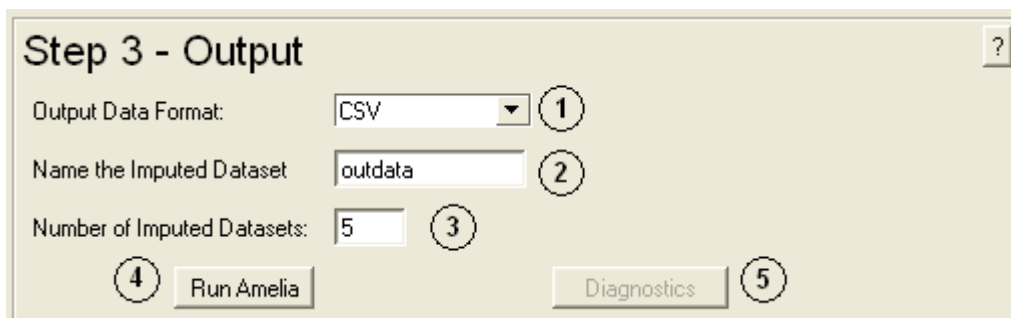 Step 3 - Output
?
Output Data Format: CSV 1
Name the Imputed Dataset outdata 2
Number of Imputed Datasets: 5 3
4 Run Amelia Diagnostics 5